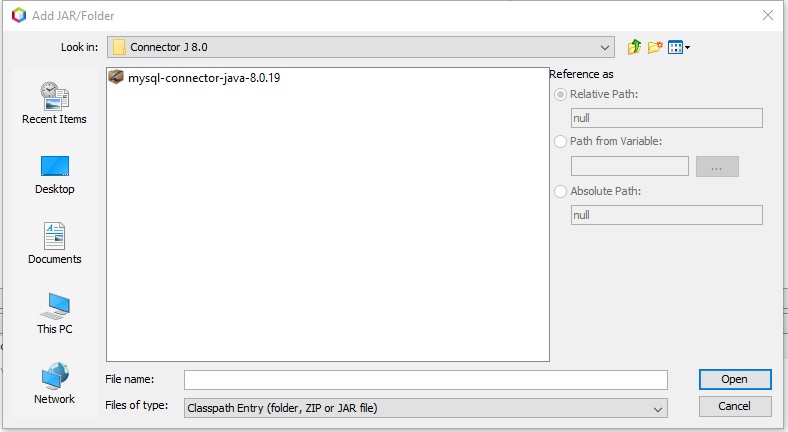 Add JAR/Folder
Look in:
Connector J 8.0
Recent Items
Desktop
Documents
This PC
Network
mysql-connector-java-8.0.19
Reference as
Relative Path:
null
Path from Variable:
...
Absolute Path:
null
File name:
Open
Files of type:
Classpath Entry (folder, ZIP or JAR file)
Cancel